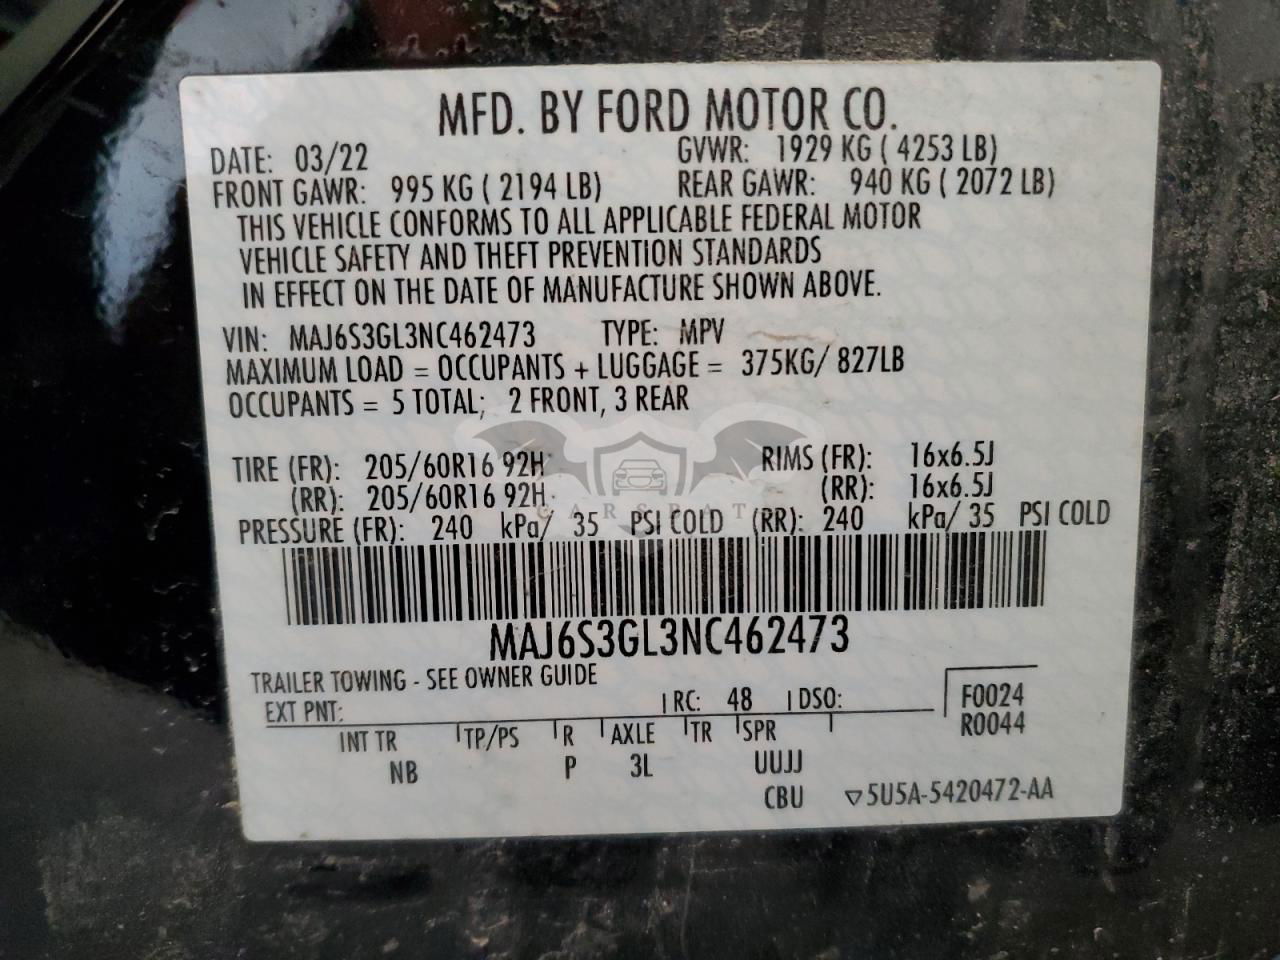 MFD. BY FORD MOTOR CO.
DATE: 03/22 GVWR: 1929 KG ( 4253 LB)
FRONT GAWR: 995 KG ( 2194 LB) REAR GAWR: 940 KG ( 2072 LB)
THIS VEHICLE CONFORMS TO ALL APPLICABLE FEDERAL MOTOR
VEHICLE SAFETY AND THEFT PREVENTION STANDARDS
IN EFFECT ON THE DATE OF MANUFACTURE SHOWN ABOVE.
VIN: MAJ6S3GL3NC462473 TYPE: MPV
MAXIMUM LOAD = OCCUPANTS + LUGGAGE = 375KG/ 827LB
OCCUPANTS = 5 TOTAL; 2 FRONT, 3 REAR
TIRE (FR): 205/60R16 92H RIMS (FR): 16x6.5J
(RR): 205/60R16 92H (RR): 16x6.5J
CARSPAT
PRESSURE (FR): 240 kPa/ 35 PSI COLD (RR): 240 kPa/ 35 PSI COLD
MAJ6S3GL3NC462473
TRAILER TOWING - SEE OWNER GUIDE
EXT PNT: RC: 48 DSO: F0024
R0044
INT TR TP/PS R AXLE TR SPR
NB P 3L UUJJ
CBU ▽5U5A-5420472-AA